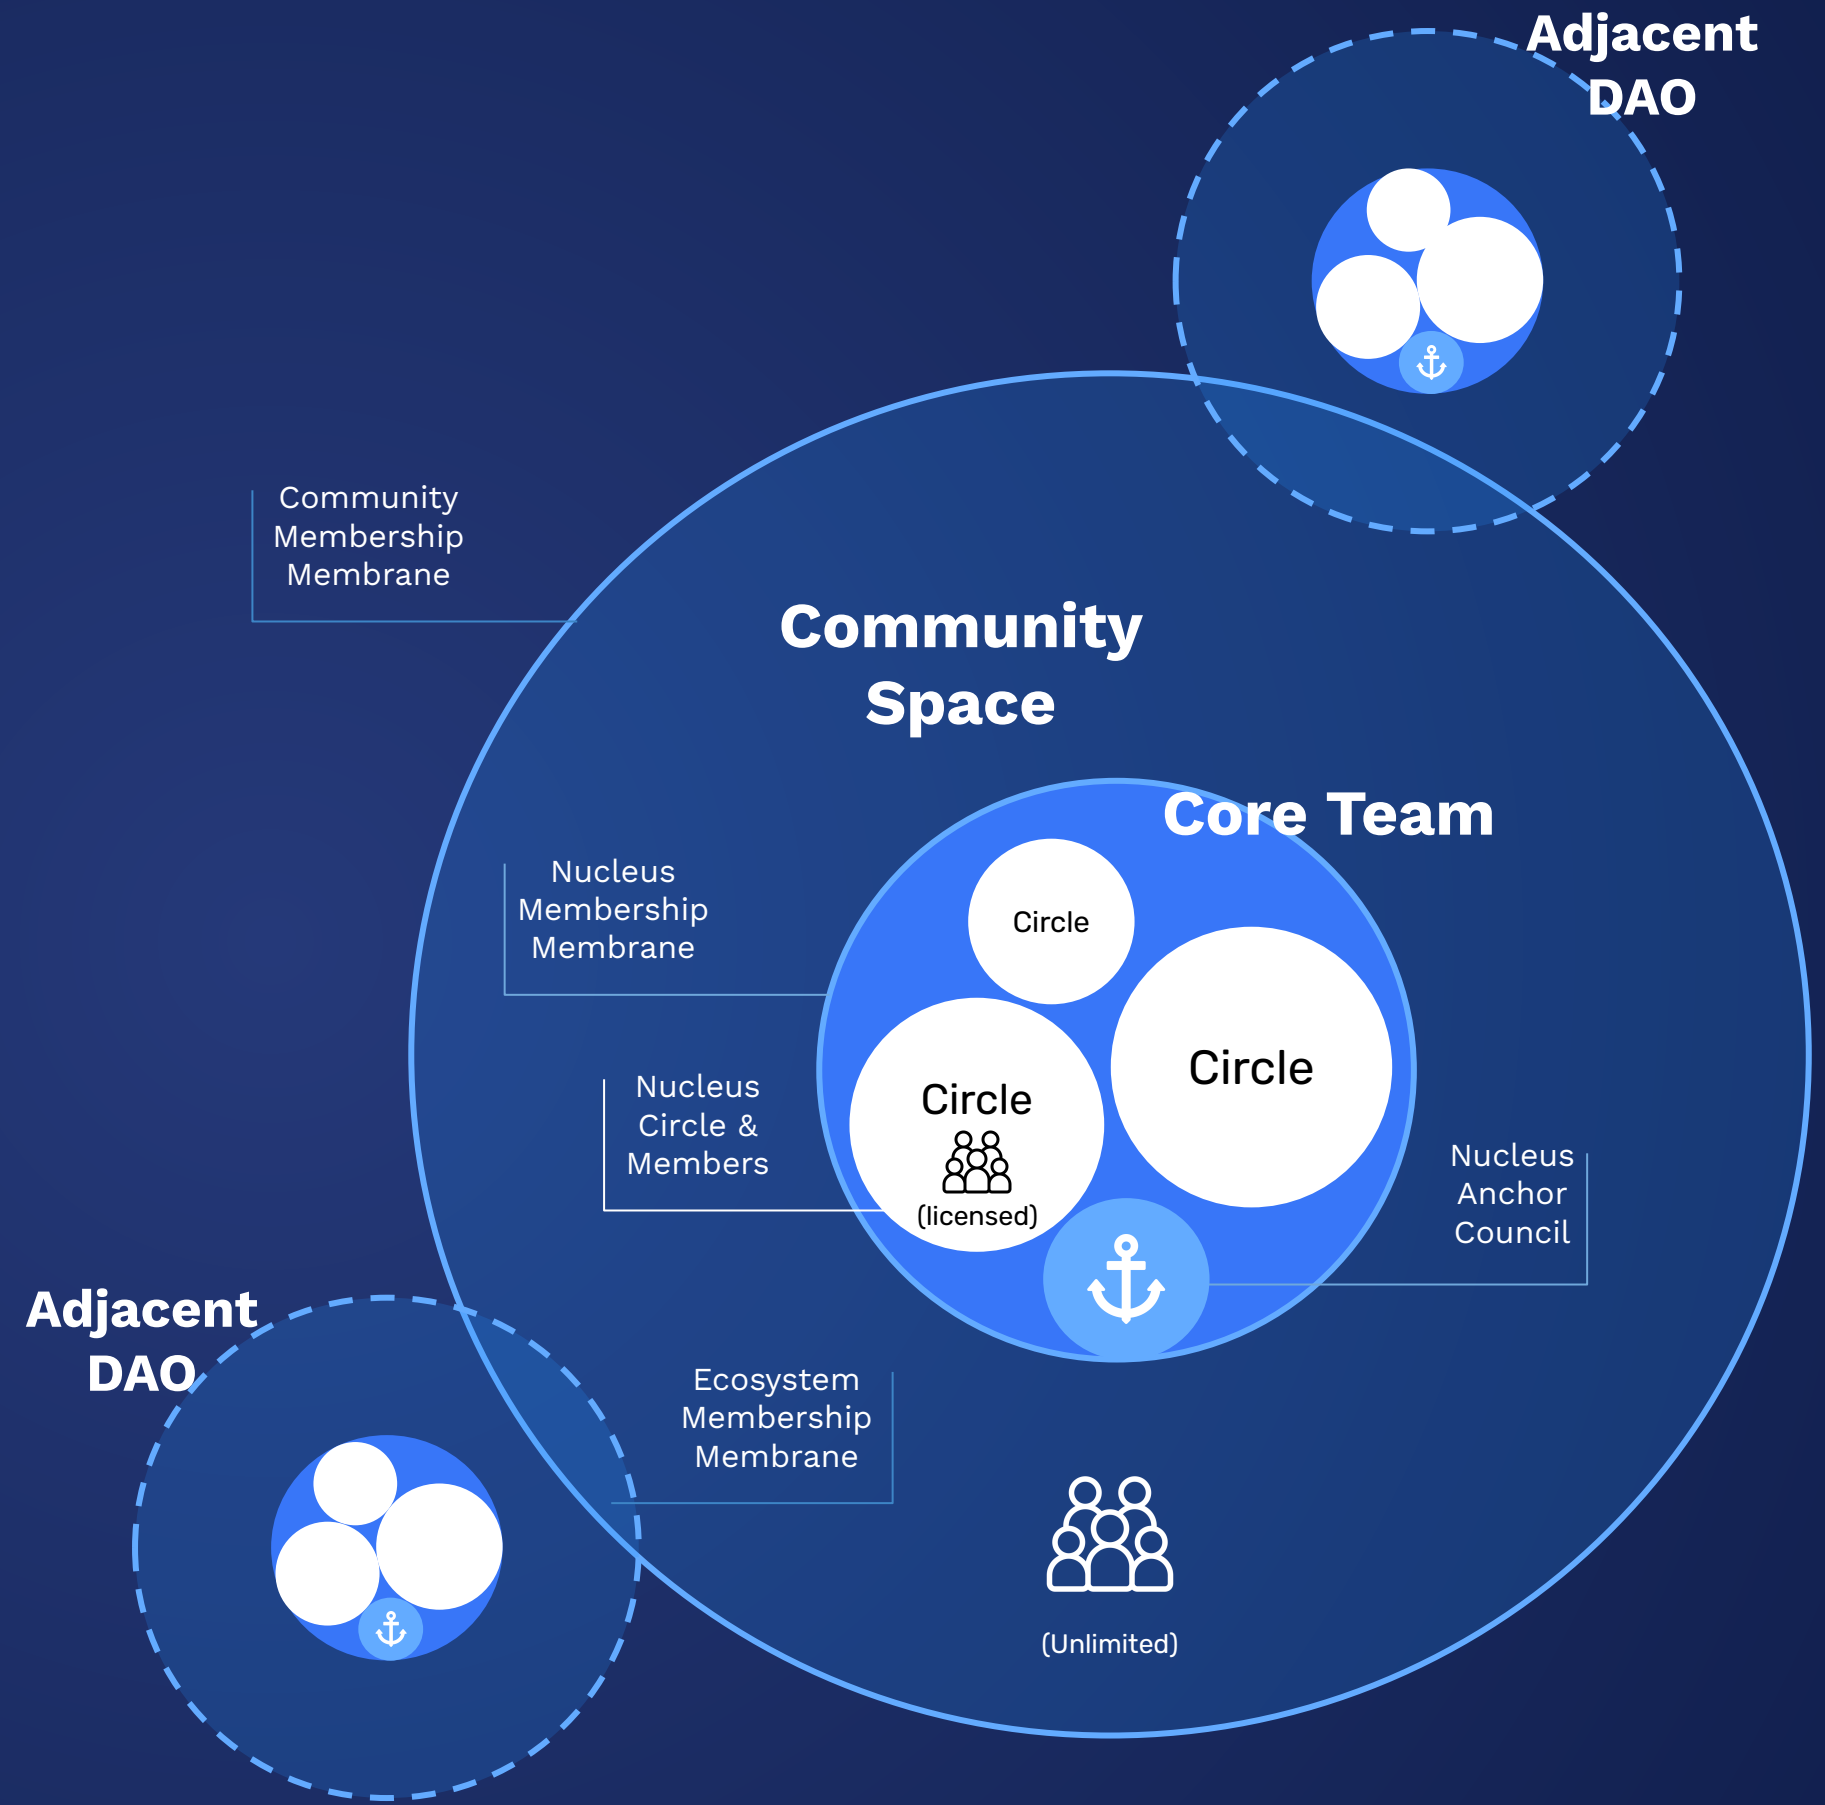 Adjacent
DAO
Community
Membership
Membrane
Community
Space
Core Team
Nucleus
Membership
Membrane
Circle
Circle
Nucleus
Circle &
Members
Circle
(licensed)
Nucleus
Anchor
Council
Adjacent
DAO
Ecosystem
Membership
Membrane
(Unlimited)